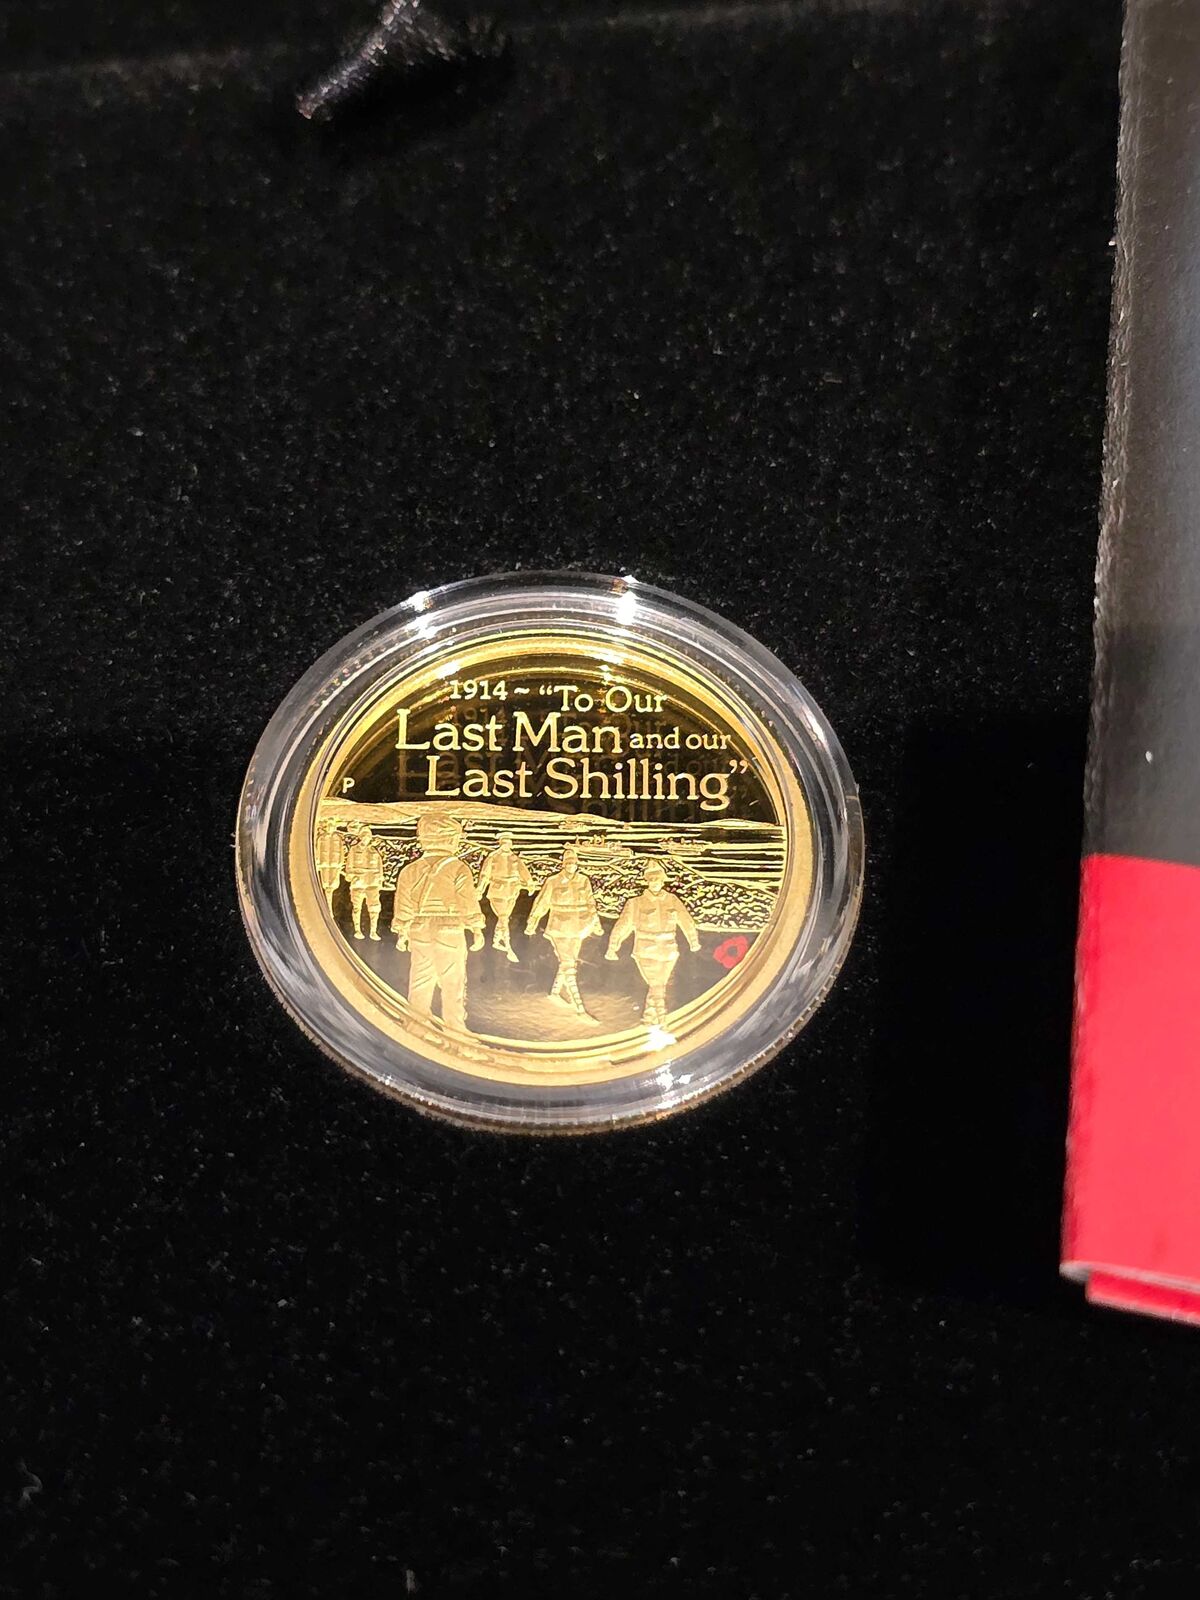 1914 ~ “To Our
Last Man and our
Last Shilling”
P